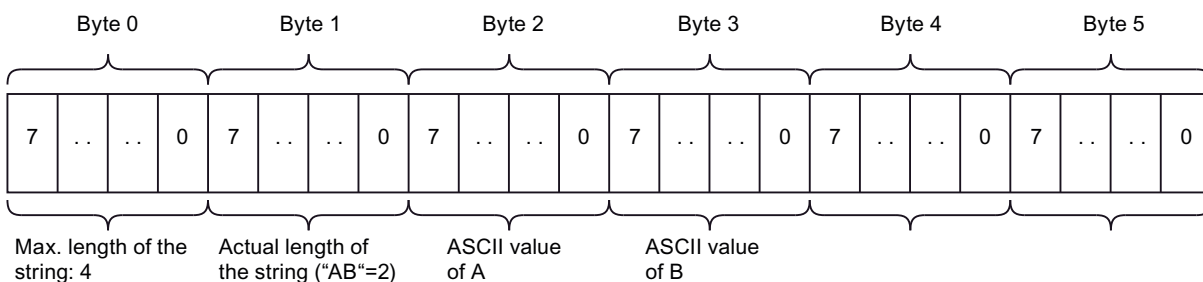 Byte 0 Byte 1 Byte 2 Byte 3 Byte 4 Byte 5
7 . . . . 0 7 . . . . 0 7 . . . . 0 7 . . . . 0 7 . . . . 0 7 . . . . 0
Max. length of the
string: 4
Actual length of
the string (“AB“=2)
ASCII value
of A
ASCII value
of B